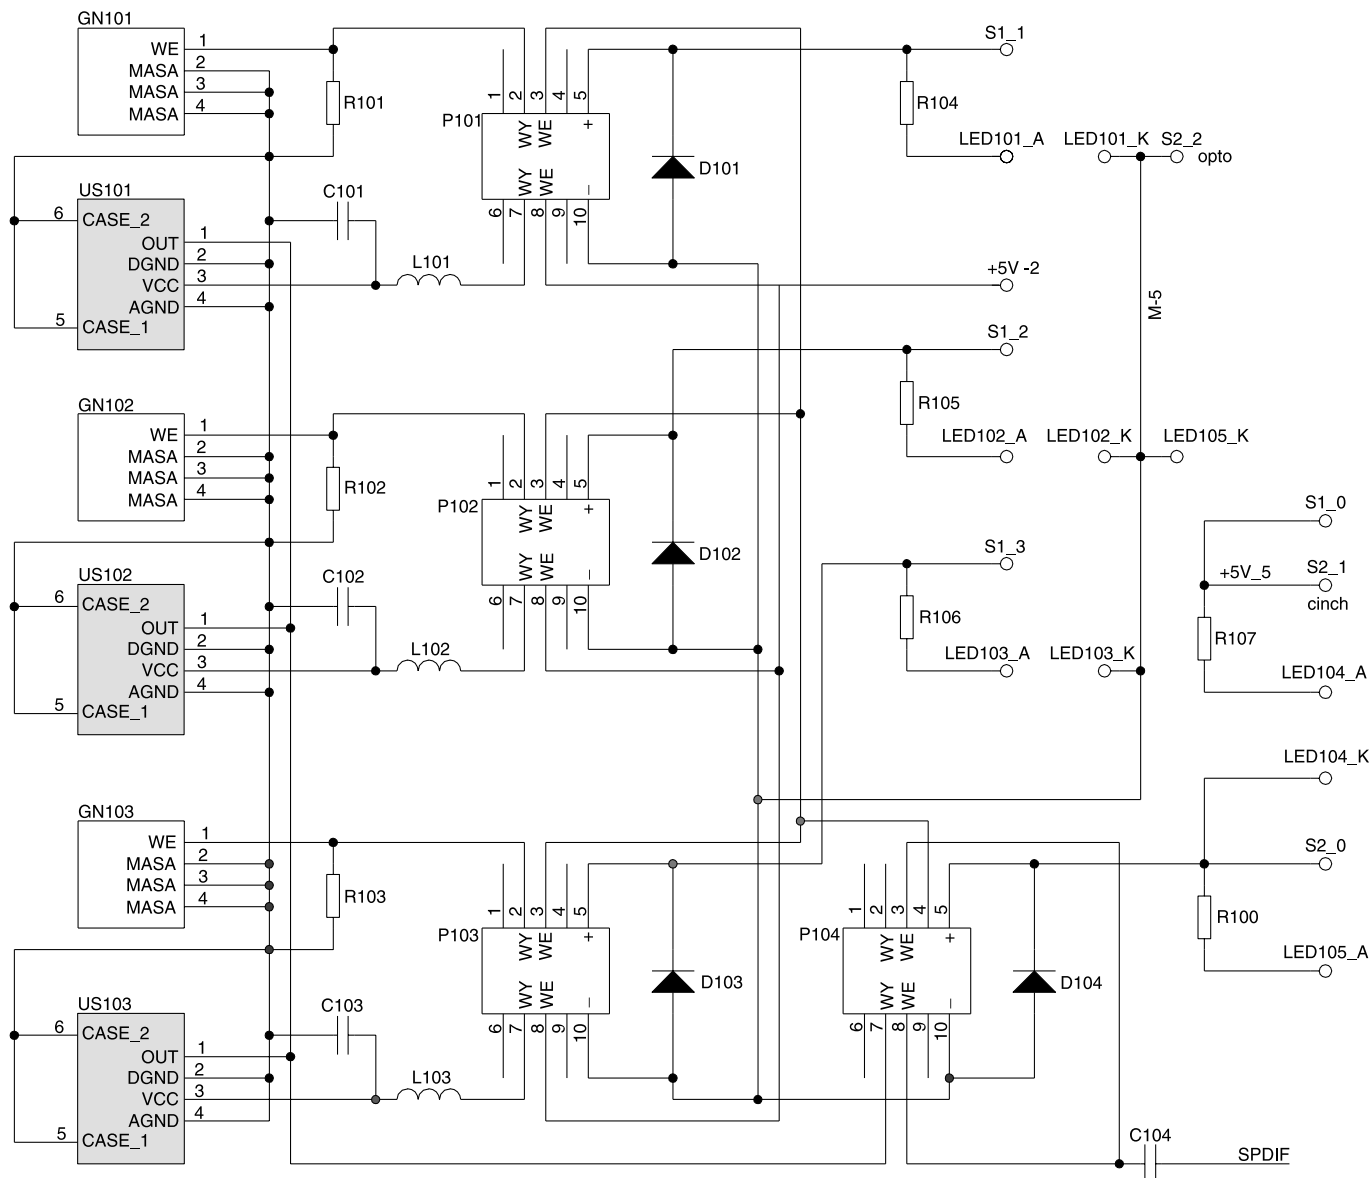 GN101
WE 1
MASA 2
MASA 3
MASA 4
R101
P101
1 2 3 4 5
WY WE +
WY WE –
6 7 8 9 10
D101
S1_1
R104
LED101_A
LED101_K
S2_2
opto
US101
6 CASE_2
OUT 1
DGND 2
VCC 3
AGND 4
5 CASE_1
C101
L101
+5V -2
M-5
S1_2
R105
LED102_A
LED102_K
LED105_K
GN102
WE 1
MASA 2
MASA 3
MASA 4
R102
P102
1 2 3 4 5
WY WE +
WY WE –
6 7 8 9 10
D102
S1_3
R106
LED103_A
LED103_K
S1_0
+5V_5
S2_1
cinch
R107
LED104_A
US102
6 CASE_2
OUT 1
DGND 2
VCC 3
AGND 4
5 CASE_1
C102
L102
LED104_K
S2_0
R100
LED105_A
GN103
WE 1
MASA 2
MASA 3
MASA 4
R103
P103
1 2 3 4 5
WY WE +
WY WE –
6 7 8 9 10
D103
P104
1 2 3 4 5
WY WE +
WY WE –
6 7 8 9 10
D104
US103
6 CASE_2
OUT 1
DGND 2
VCC 3
AGND 4
5 CASE_1
C103
L103
C104
SPDIF